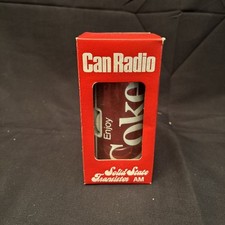 Can Radio
Enjoy
Coke
Solid State
Transistor AM